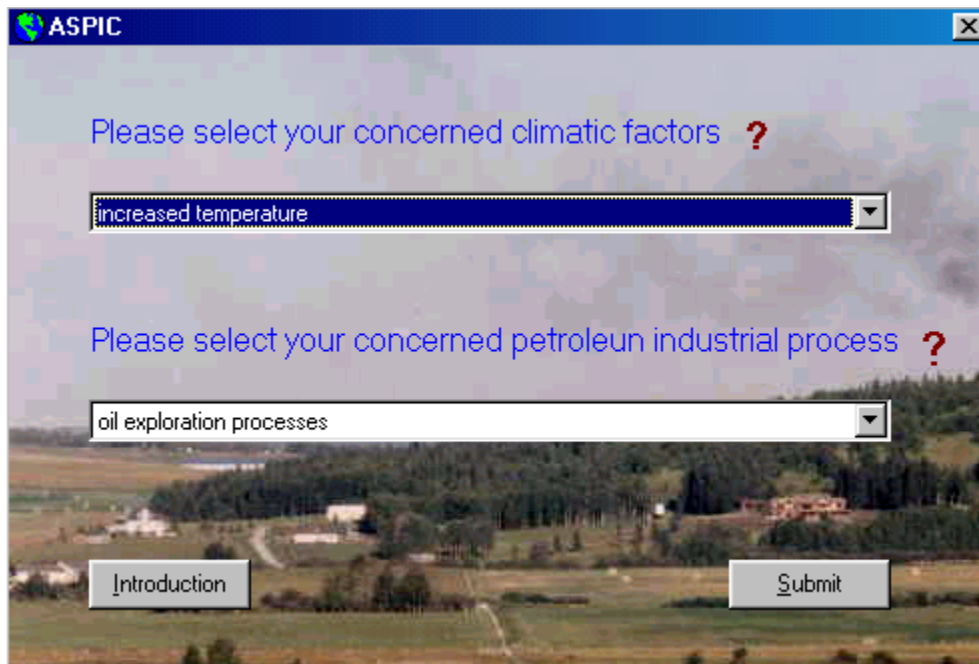 ASPIC
Please select your concerned climatic factors ?
increased temperature
Please select your concerned petroleun industrial process ?
oil exploration processes
Introduction
Submit